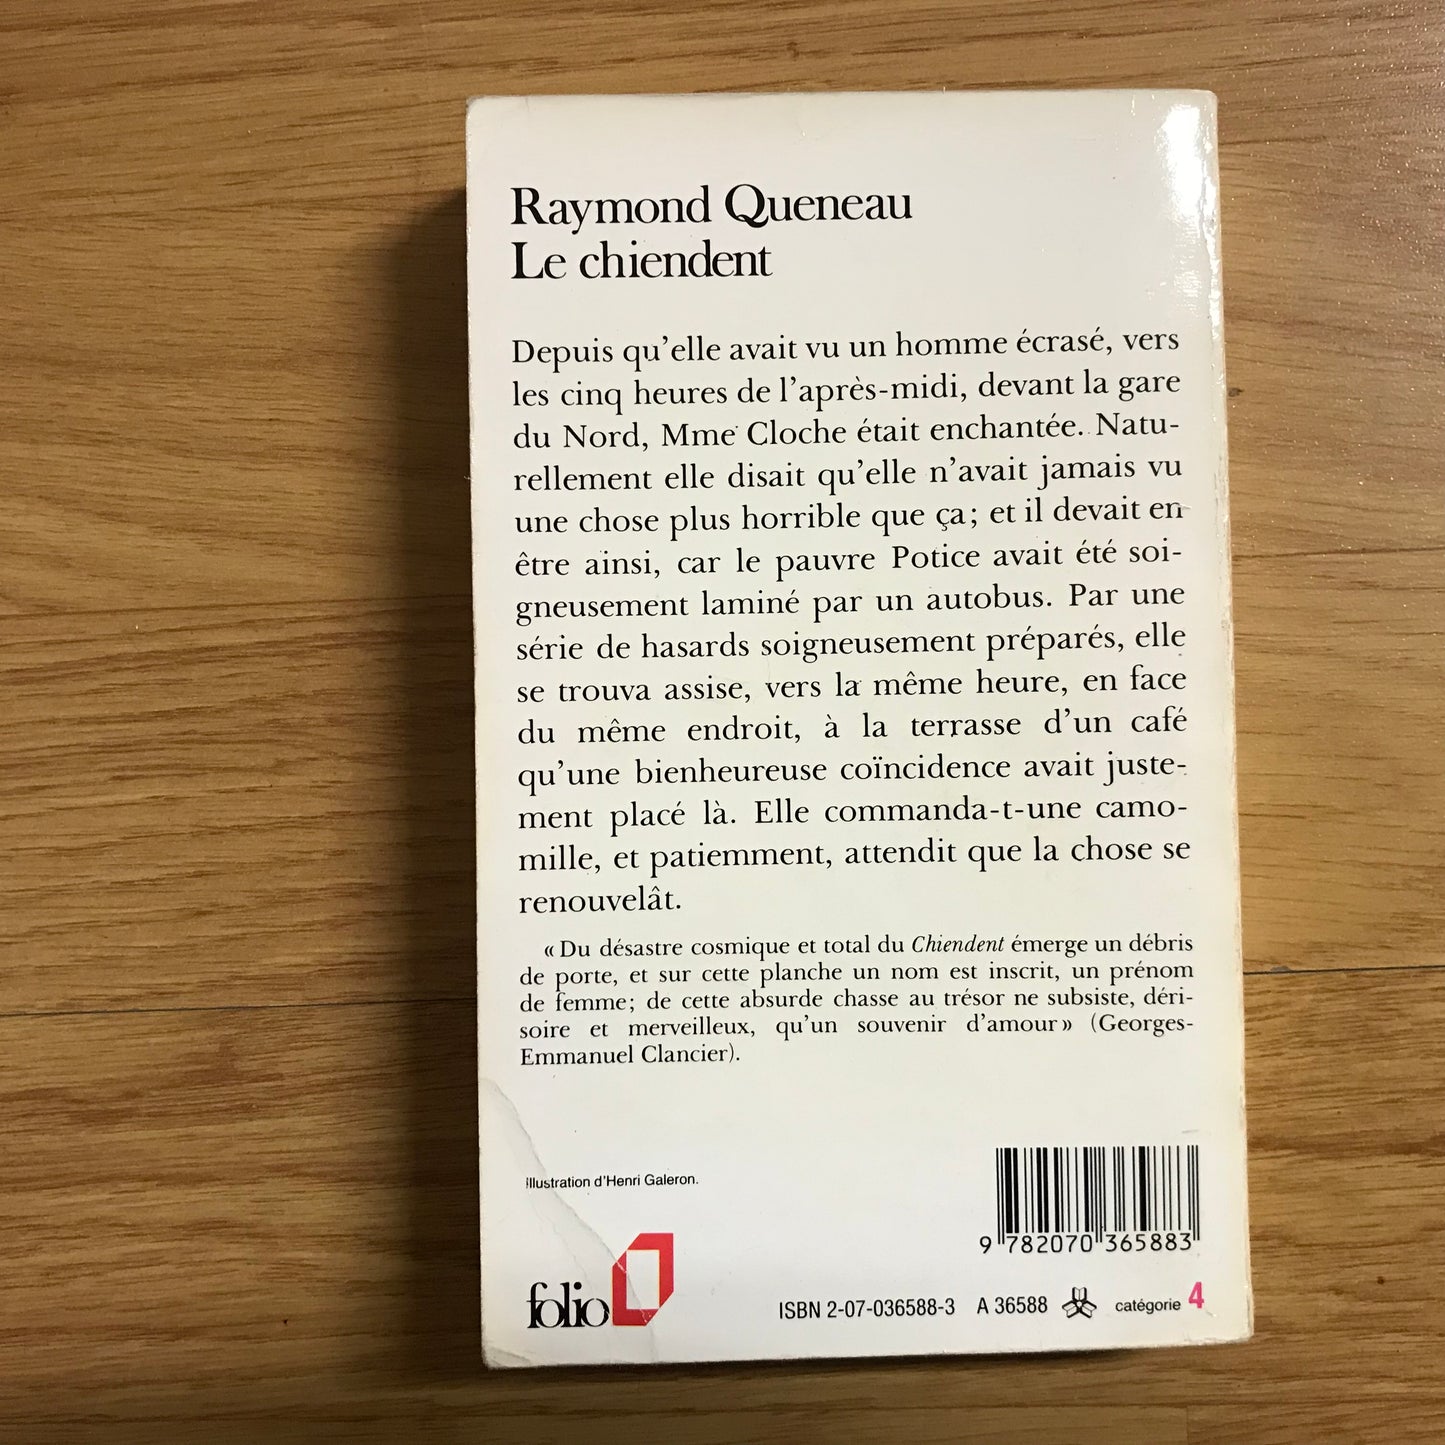 Raymond Queneau
Le chiendent
Depuis qu'elle avait vu un homme écrasé, vers
les cinq heures de l'après-midi, devant la gare
du Nord, Mme Cloche était enchantée. Natu-
rellement elle disait qu'elle n'avait jamais vu
une chose plus horrible que ça; et il devait en
être ainsi, car le pauvre Potice avait été soi-
gneusement laminé par un autobus. Par une
série de hasards soigneusement préparés, elle
se trouva assise, vers la même heure, en face
du même endroit, à la terrasse d'un café
qu'une bienheureuse coïncidence avait juste-
ment placé là. Elle commanda-t-une camo-
mille, et patiemment, attendit que la chose se
renouvelât.
« Du désastre cosmique et total du Chiendent émerge un débris
de porte, et sur cette planche un nom est inscrit, un prénom
de femme; de cette absurde chasse au trésor ne subsiste, déri-
soire et merveilleux, qu'un souvenir d'amour» (Georges-
Emmanuel Clancier).
Illustration d'Henri Galeron.
9 782070 365883
folio
ISBN 2-07-036588-3 A 36588 catégorie 4